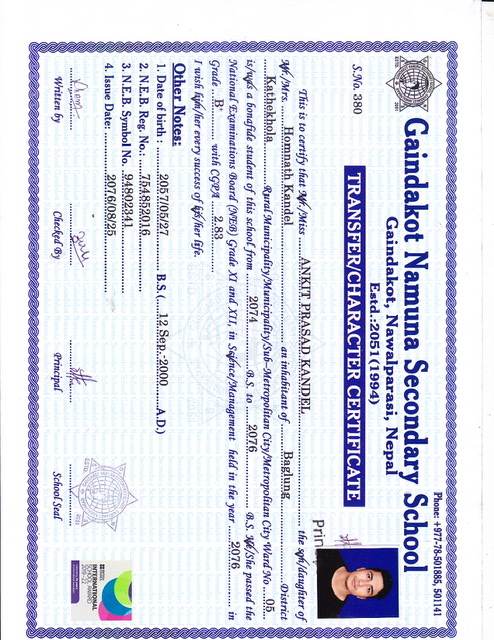 Phone: +977-78-501885, 501141
Gaindakot Namuna Secondary School
Gaindakot, Nawalparasi, Nepal
Estd.:2051 (1994)
S.No. 380
TRANSFER/CHARACTER CERTIFICATE
Prin
This is to certify that Mr./Miss ANKIT PRASAD KANDEL the son/daughter of
Mr./Mrs. Homnath Kandel an inhabitant of Baglung District
Kathekhola Rural Municipality/Municipality/Sub-Metropolitan City/Metropolitan City Ward No 05
is/was a bonafide student of this school from 2074 B.S. to 2076 B.S. He/She passed the
National Examinations Board (NEB) Grade XI and XII, in Science/Management held in the year 2076 in
Grade B+ with CGPA 2.83
I wish him/her every success of his/her life.
Other Notes:
1. Date of birth : 2057/05/27 B.S. ( 12 Sep.-2000 A.D.)
2. N.E.B. Reg. No.: 754852016
3. N.E.B. Symbol No. 94802341
4. Issue Date: 2076/08/25
Written by
Checked By
Principal
School Seal
INTERNATIONAL